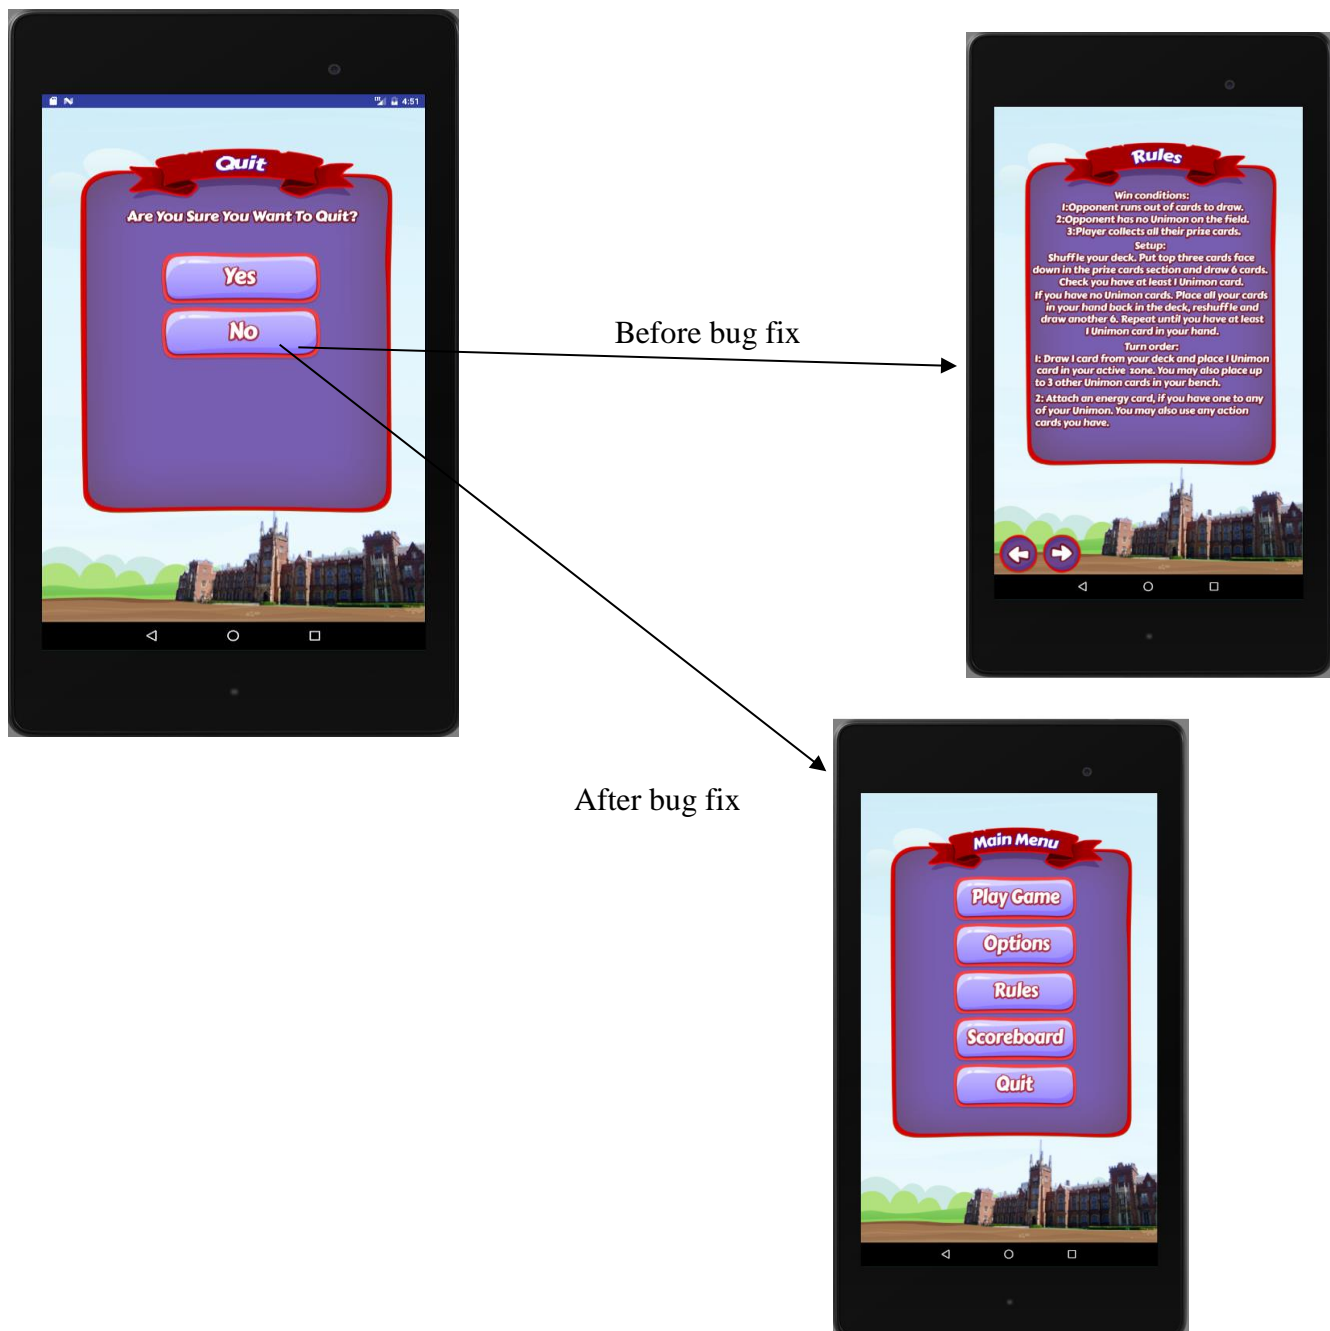 4:51
Quit
Are You Sure You Want To Quit?
Yes
No
Before bug fix
Rules
Win conditions:
1:Opponent runs out of cards to draw.
2:Opponent has no Unimon on the field.
3:Player collects all their prize cards.
Setup:
Shuffle your deck. Put top three cards face
down in the prize cards section and draw 6 cards.
Check you have at least 1 Unimon card.
If you have no Unimon cards. Place all your cards
in your hand back in the deck, reshuffle and
draw another 6. Repeat until you have at least
1 Unimon card in your hand.
Turn order:
1: Draw 1 card from your deck and place 1 Unimon
card in your active zone. You may also place up
to 3 other Unimon cards in your bench.
2: Attach an energy card, if you have one to any
of your Unimon. You may also use any action
cards you have.
After bug fix
Main Menu
Play Game
Options
Rules
Scoreboard
Quit